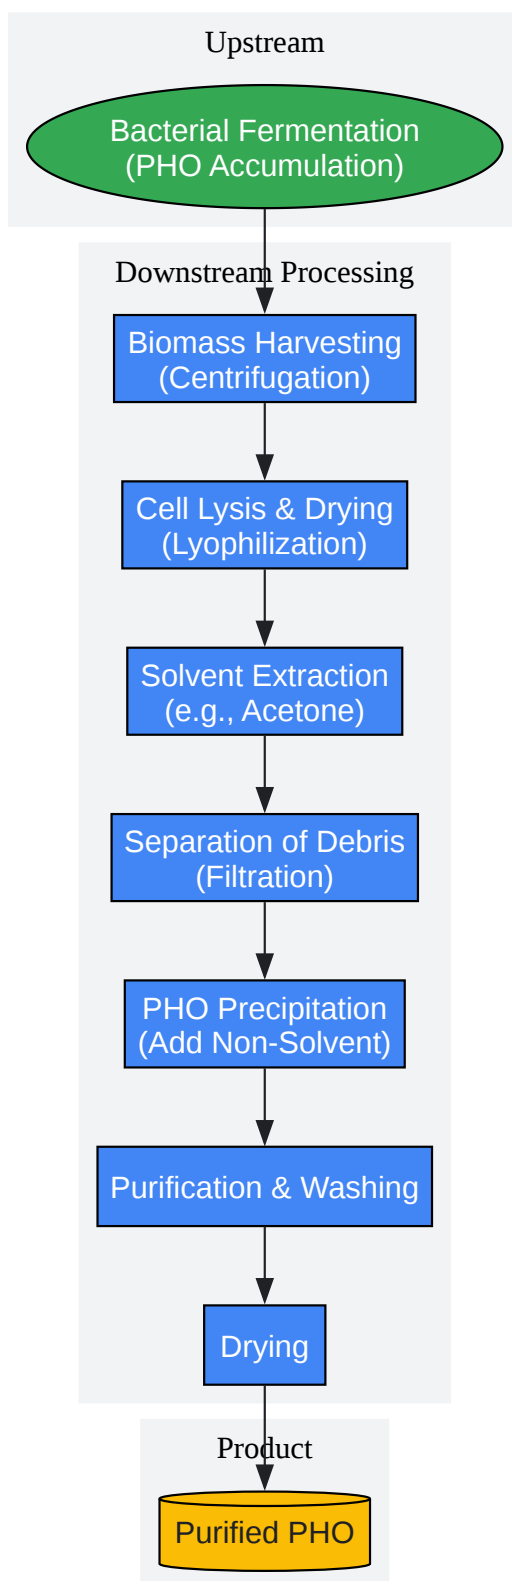 Upstream
Bacterial Fermentation
(PHO Accumulation)
Downstream Processing
Biomass Harvesting
(Centrifugation)
Cell Lysis & Drying
(Lyophilization)
Solvent Extraction
(e.g., Acetone)
Separation of Debris
(Filtration)
PHO Precipitation
(Add Non-Solvent)
Purification & Washing
Drying
Product
Purified PHO